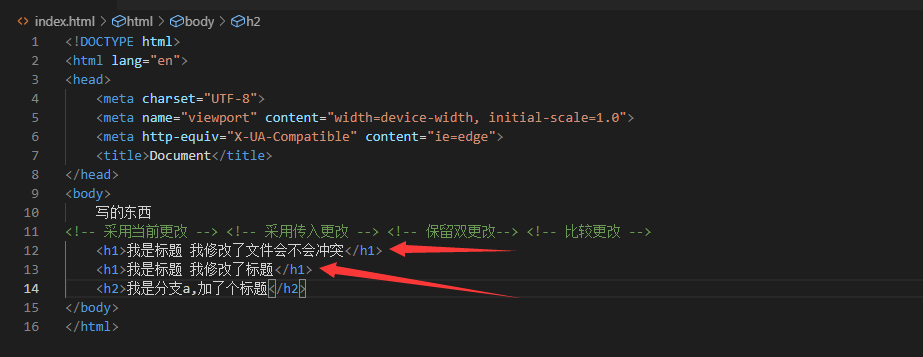 index.html > html > body > h2
1 <!DOCTYPE html>
2 <html lang="en">
3 <head>
4 <meta charset="UTF-8">
5 <meta name="viewport" content="width=device-width, initial-scale=1.0">
6 <meta http-equiv="X-UA-Compatible" content="ie=edge">
7 <title>Document</title>
8 </head>
9 <body>
10 写的东西
11 <!-- 采用当前更改 --> <!-- 采用传入更改 --> <!-- 保留双更改--> <!-- 比较更改 -->
12 <h1>我是标题 我修改了文件会不会冲突</h1>
13 <h1>我是标题 我修改了标题</h1>
14 <h2>我是分支a,加了个标题</h2>
15 </body>
16 </html>